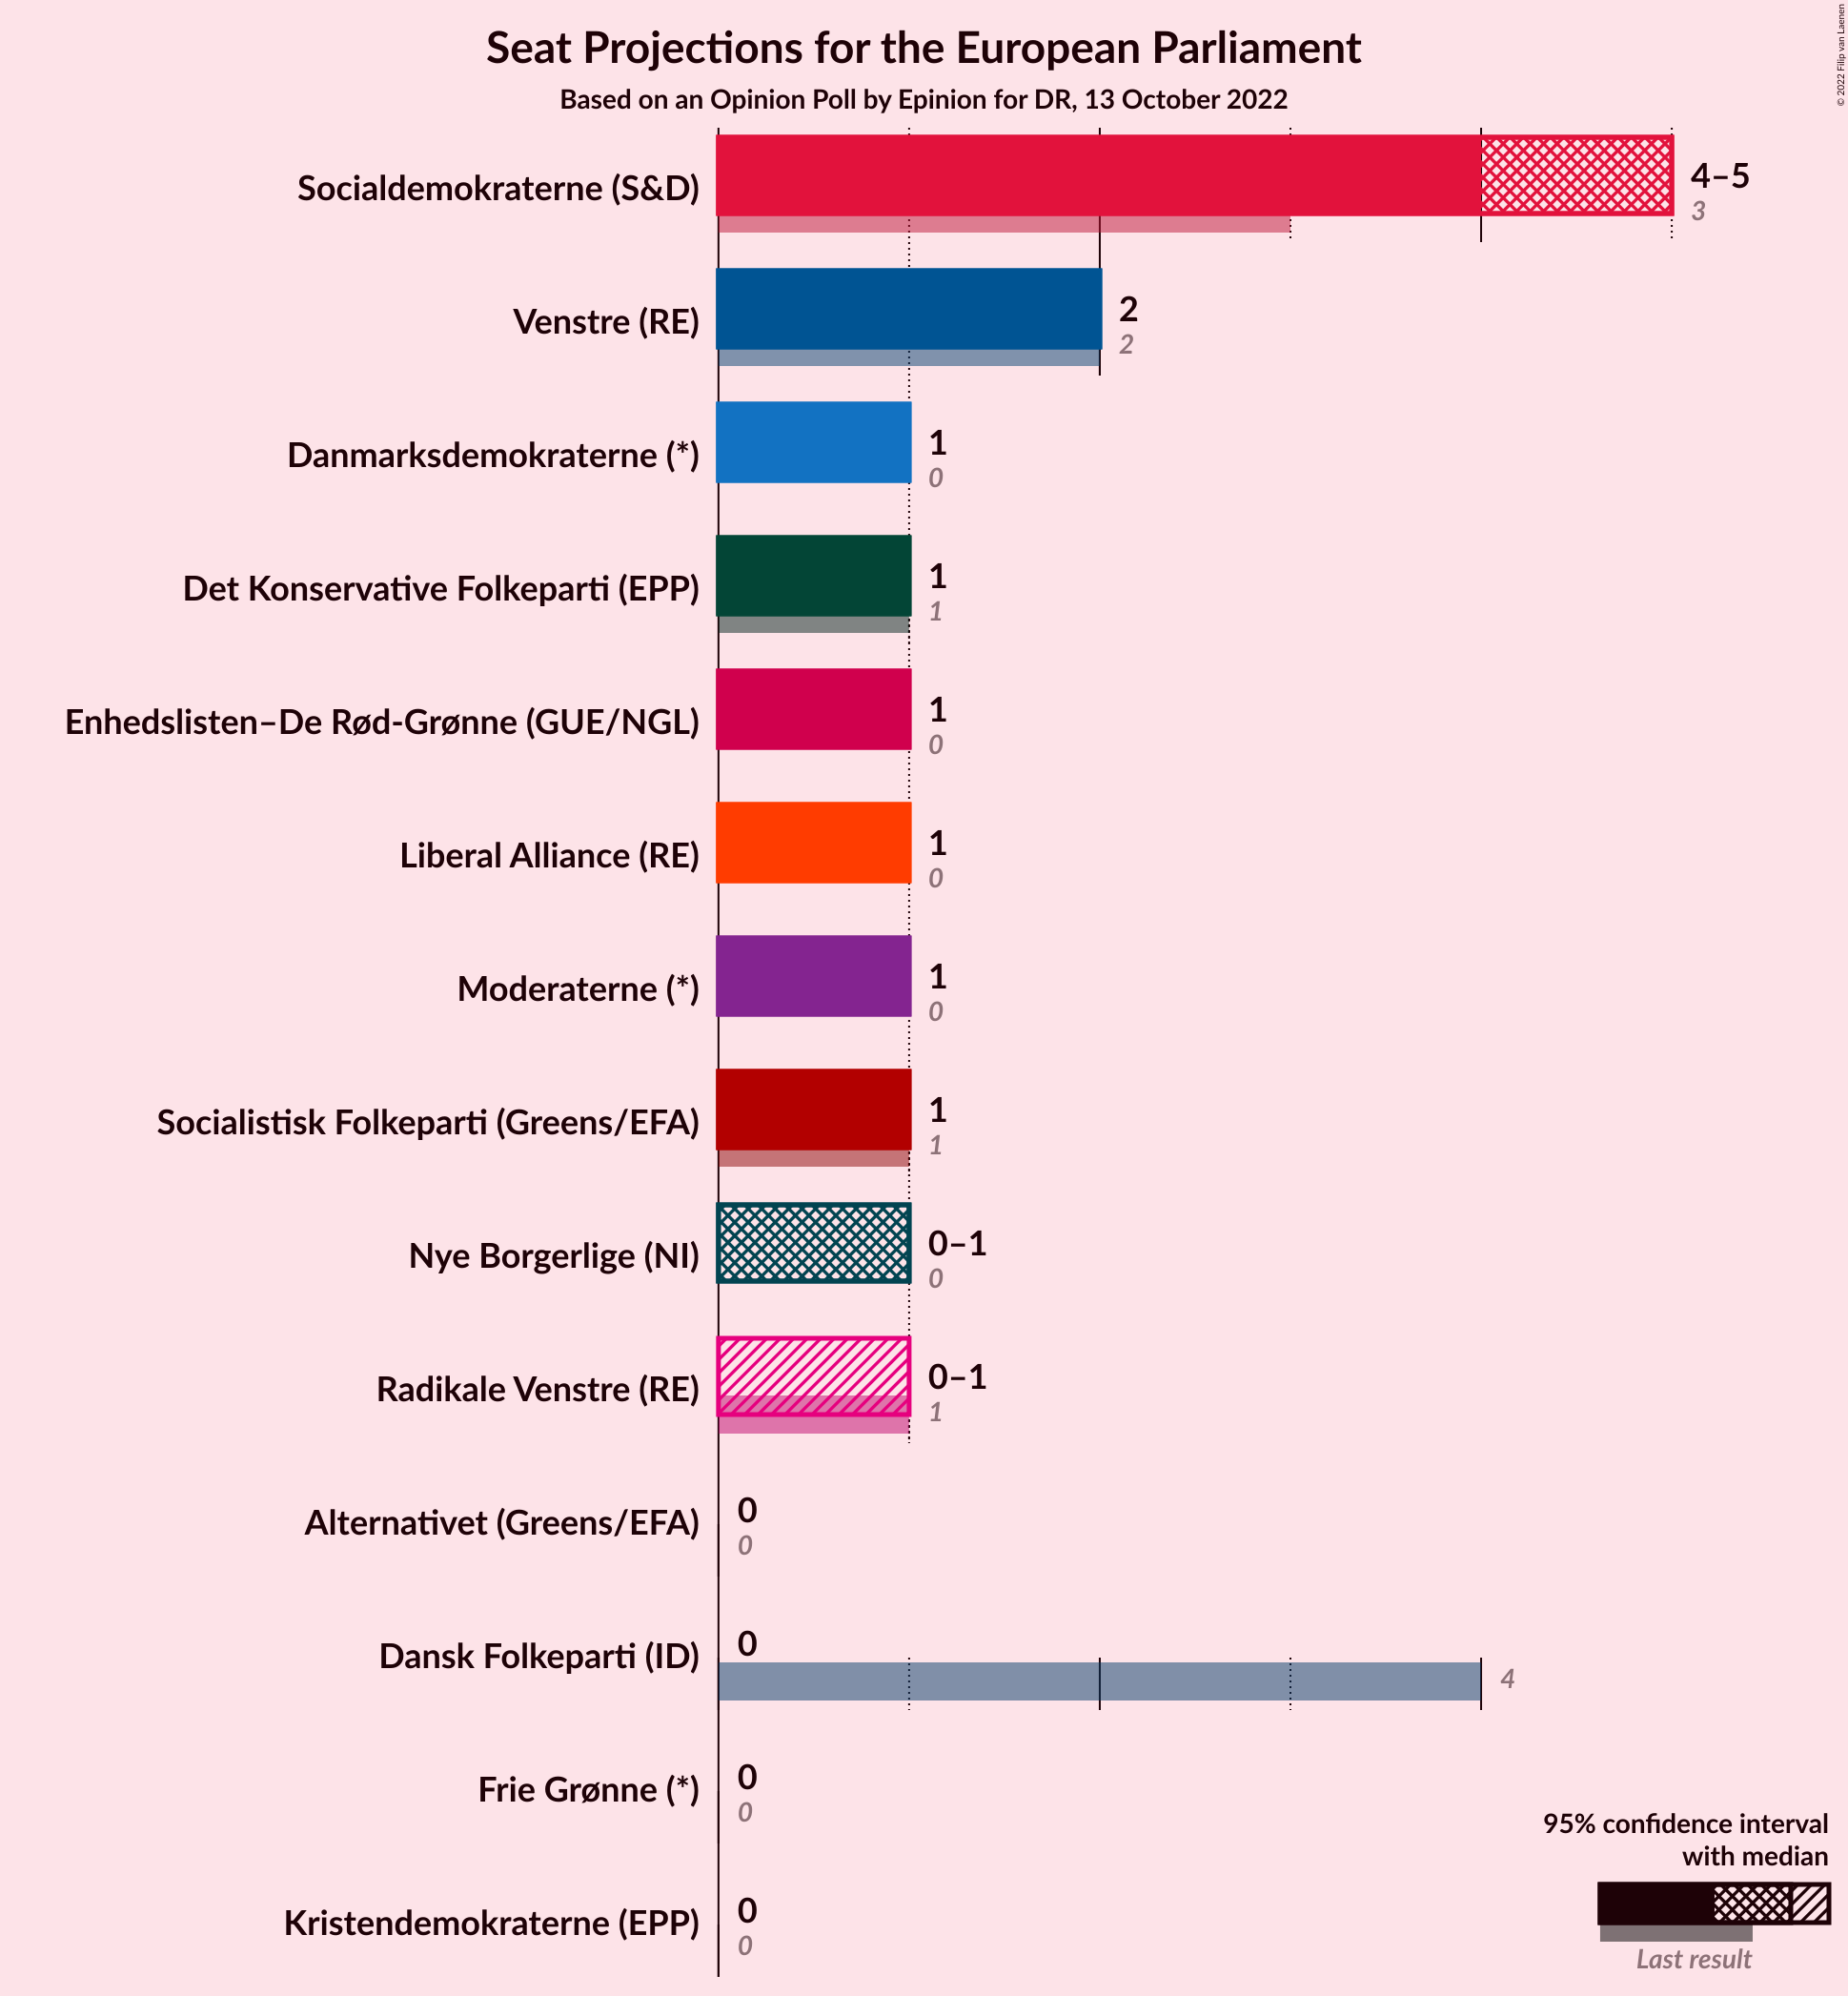 Seat Projections for the European Parliament
Based on an Opinion Poll by Epinion for DR, 13 October 2022
© 2022 Filip van Laenen
Socialdemokraterne (S&D)
4–5
3
Venstre (RE)
2
2
Danmarksdemokraterne (*)
1
0
Det Konservative Folkeparti (EPP)
1
1
Enhedslisten–De Rød-Grønne (GUE/NGL)
1
0
Liberal Alliance (RE)
1
0
Moderaterne (*)
1
0
Socialistisk Folkeparti (Greens/EFA)
1
1
Nye Borgerlige (NI)
0–1
0
Radikale Venstre (RE)
0–1
1
Alternativet (Greens/EFA)
0
0
Dansk Folkeparti (ID)
0
4
Frie Grønne (*)
0
0
Kristendemokraterne (EPP)
0
0
95% confidence interval
with median
Last result